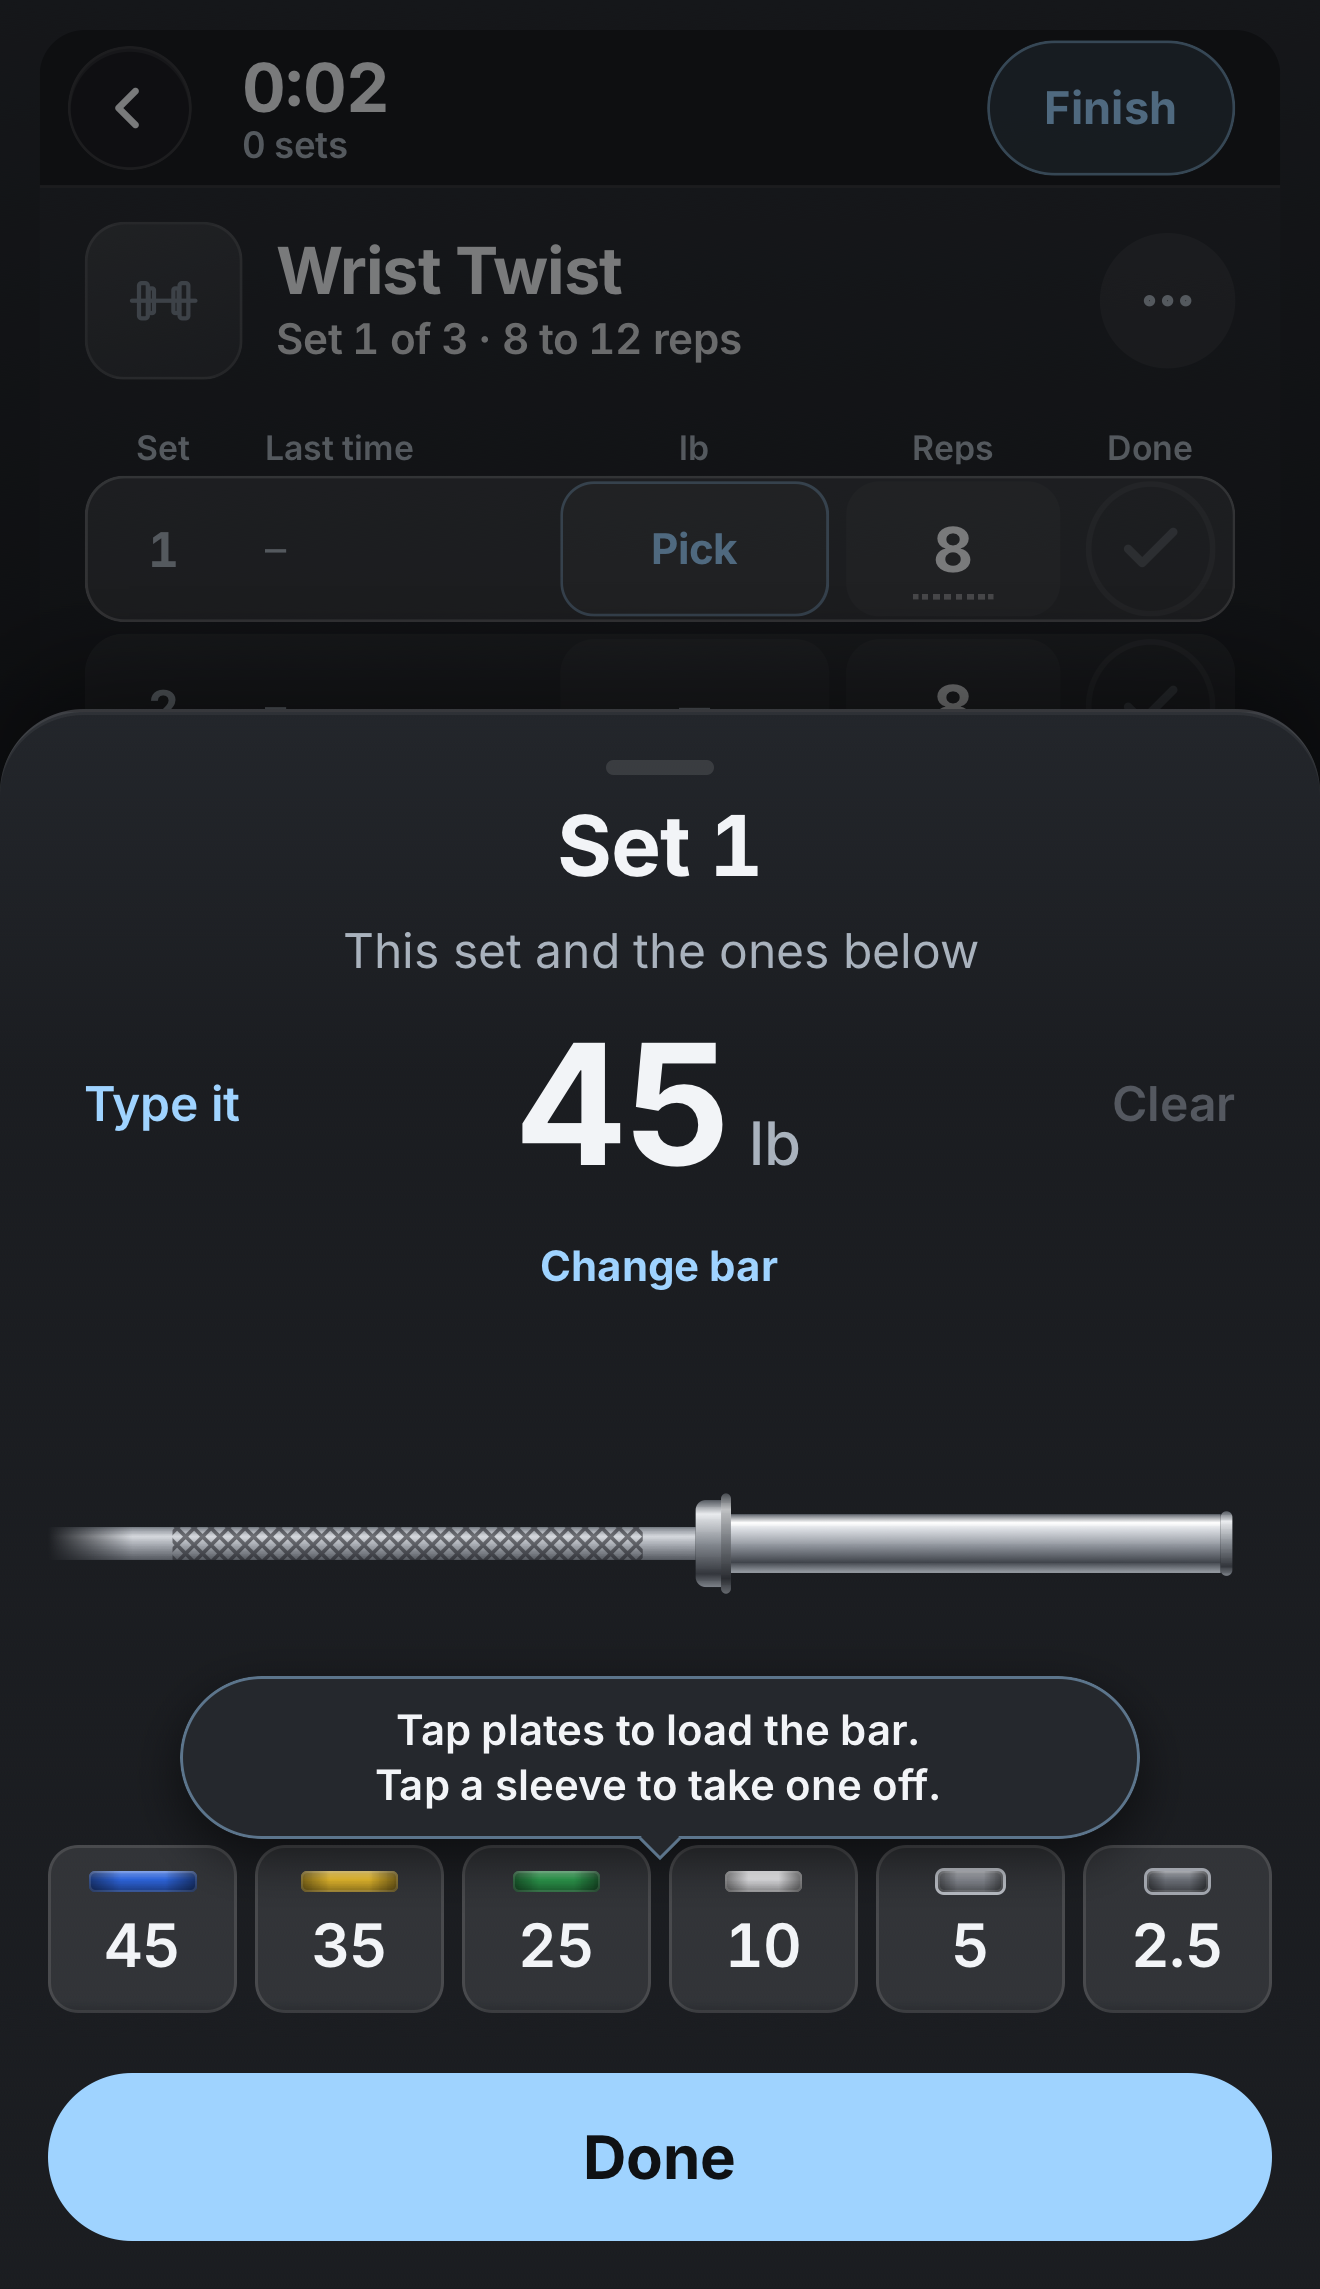 0:02
0 sets
Finish
Wrist Twist
Set 1 of 3 · 8 to 12 reps
Set Last time lb Reps Done
1 – Pick 8
2 – – 8
Set 1
This set and the ones below
Type it 45 lb Clear
Change bar
Tap plates to load the bar.
Tap a sleeve to take one off.
45 35 25 10 5 2.5
Done